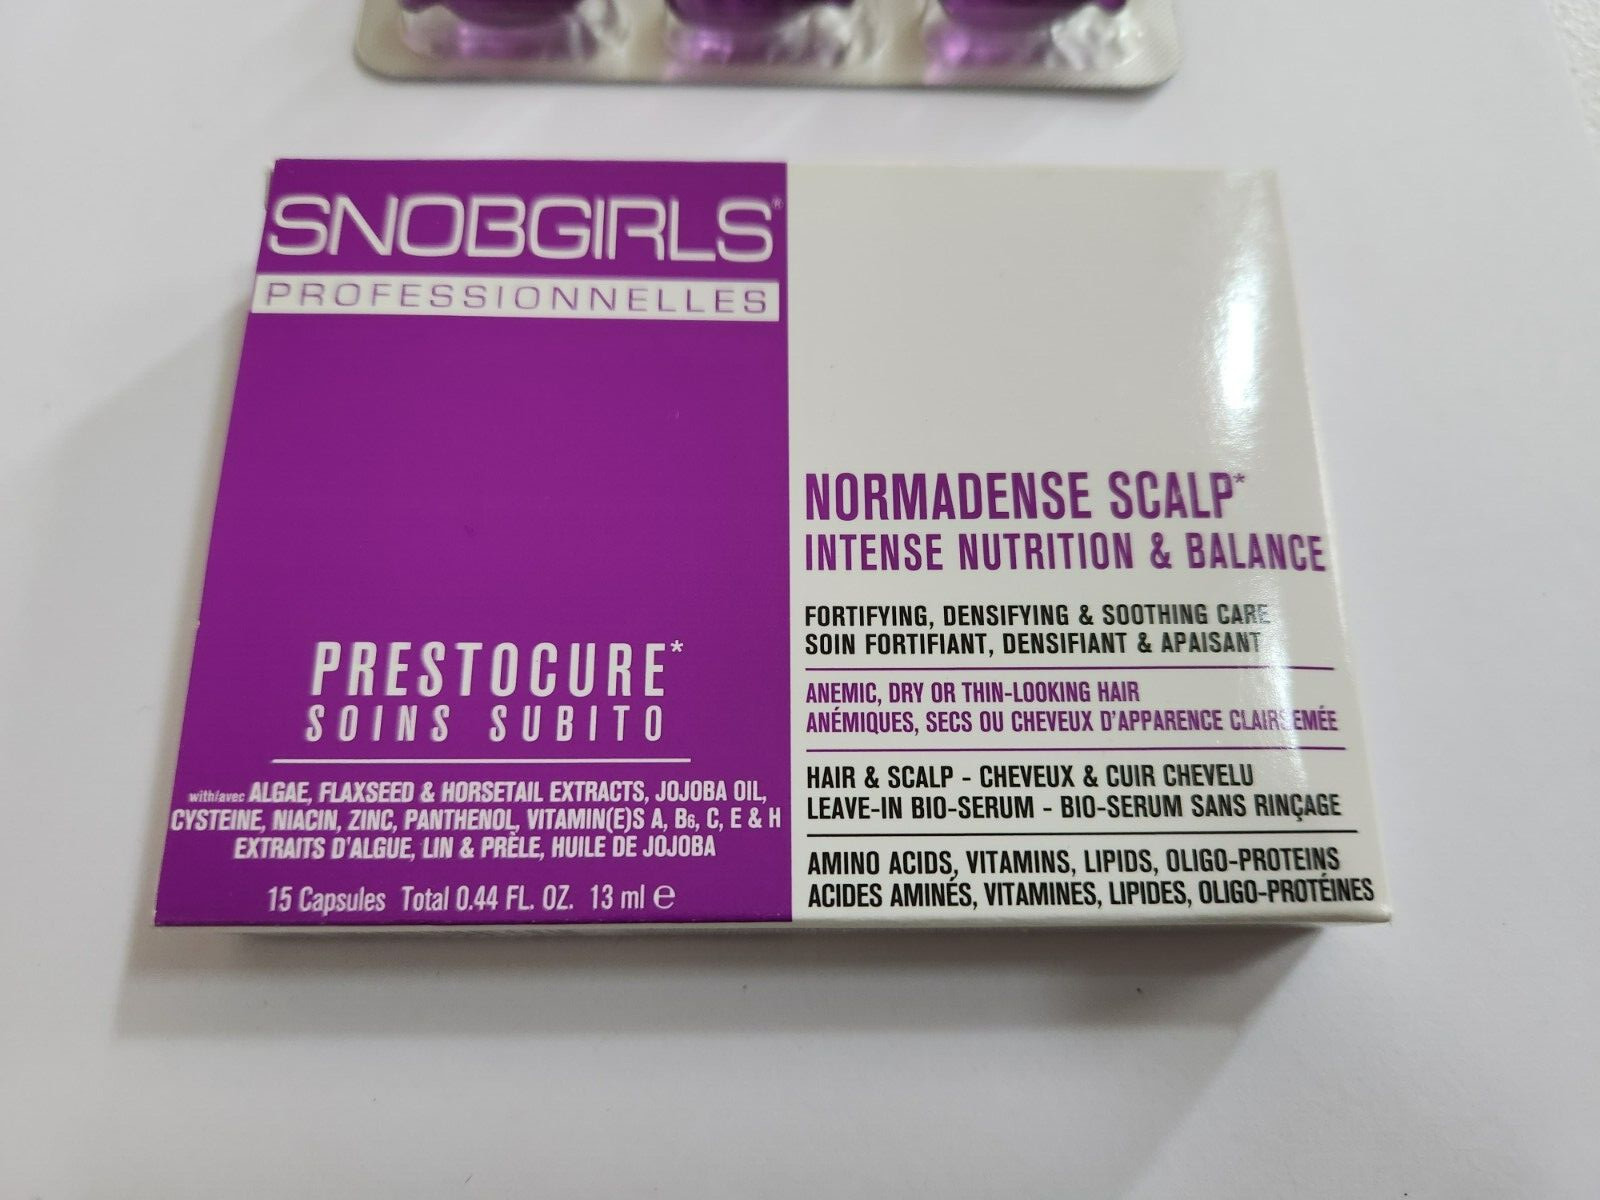 SNOBGIRLS®
PROFESSIONNELLES
PRESTOCURE*
SOINS SUBITO
with/avec ALGAE, FLAXSEED & HORSETAIL EXTRACTS, JOJOBA OIL,
CYSTEINE, NIACIN, ZINC, PANTHENOL, VITAMIN(E)S A, B6, C, E & H
EXTRAITS D'ALGUE, LIN & PRÈLE, HUILE DE JOJOBA
15 Capsules Total 0.44 FL. OZ. 13 ml ℮
NORMADENSE SCALP*
INTENSE NUTRITION & BALANCE
FORTIFYING, DENSIFYING & SOOTHING CARE
SOIN FORTIFIANT, DENSIFIANT & APAISANT
ANEMIC, DRY OR THIN-LOOKING HAIR
ANÉMIQUES, SECS OU CHEVEUX D'APPARENCE CLAIRSEMÉE
HAIR & SCALP - CHEVEUX & CUIR CHEVELU
LEAVE-IN BIO-SERUM - BIO-SERUM SANS RINÇAGE
AMINO ACIDS, VITAMINS, LIPIDS, OLIGO-PROTEINS
ACIDES AMINÉS, VITAMINES, LIPIDES, OLIGO-PROTÉINES